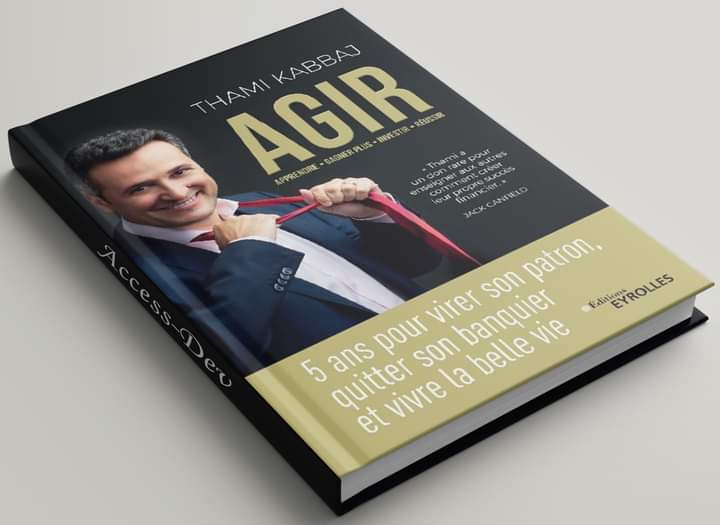 THAMI KABBAJ
AGIR
APPRENDRE • GAGNER PLUS • INVESTIR • RÉUSSIR
« Thami a
un don rare pour
enseigner aux autres
comment créer
leur propre succès
financier. »
JACK CANFIELD
5 ans pour virer son patron,
quitter son banquier
et vivre la belle vie
Éditions
EYROLLES
Access-Dev